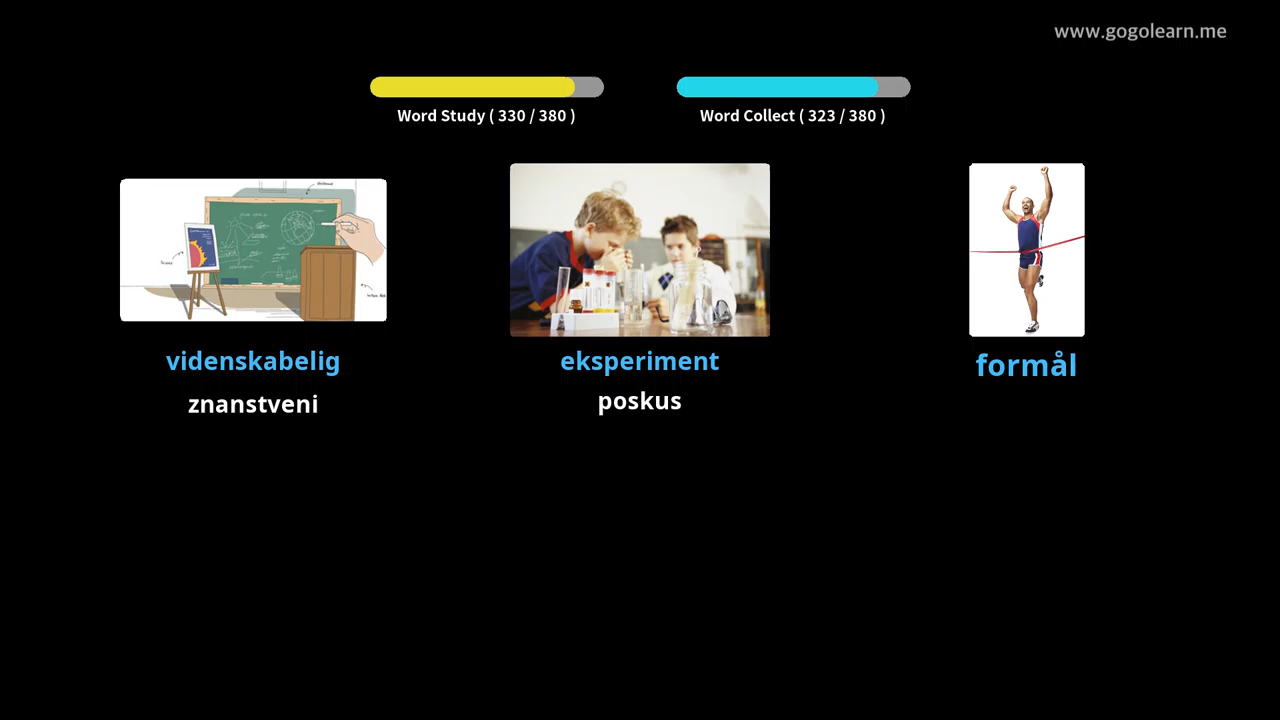 www.gogolearn.me
Word Study ( 330 / 380 )
Word Collect ( 323 / 380 )
videnskabelig
eksperiment
formål
znanstveni
poskus